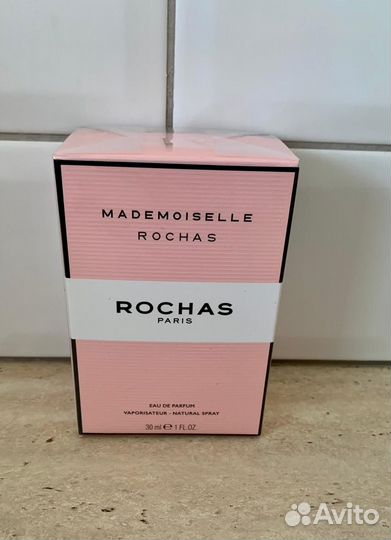 MADEMOISELLE
ROCHAS
ROCHAS
PARIS
EAU DE PARFUM
VAPORISATEUR - NATURAL SPRAY
30 ml ℮ 1 FL.OZ.
Avito